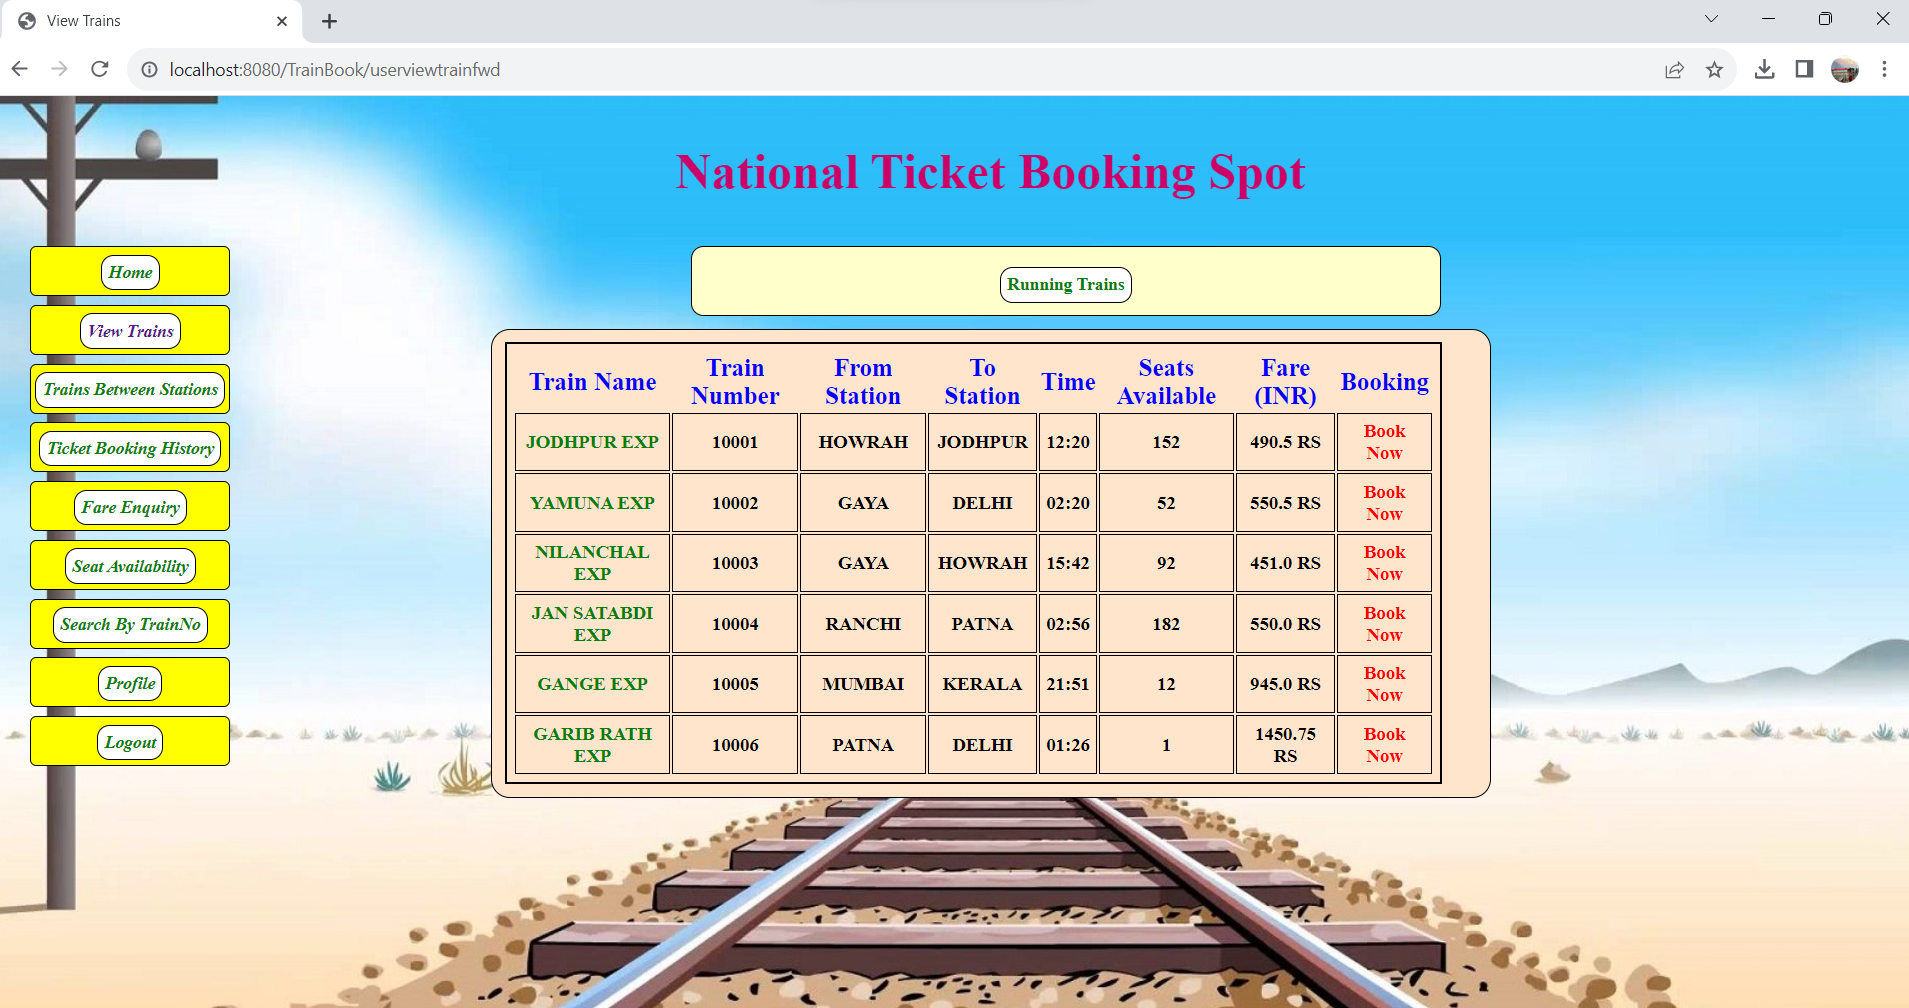 View Trains
localhost:8080/TrainBook/userviewtrainfwd
National Ticket Booking Spot
Home
View Trains
Trains Between Stations
Ticket Booking History
Fare Enquiry
Seat Availability
Search By TrainNo
Profile
Logout
Running Trains
Train Name Train Number From Station To Station Time Seats Available Fare (INR) Booking
JODHPUR EXP 10001 HOWRAH JODHPUR 12:20 152 490.5 RS Book Now
YAMUNA EXP 10002 GAYA DELHI 02:20 52 550.5 RS Book Now
NILANCHAL EXP 10003 GAYA HOWRAH 15:42 92 451.0 RS Book Now
JAN SATABDI EXP 10004 RANCHI PATNA 02:56 182 550.0 RS Book Now
GANGE EXP 10005 MUMBAI KERALA 21:51 12 945.0 RS Book Now
GARIB RATH EXP 10006 PATNA DELHI 01:26 1 1450.75 RS Book Now